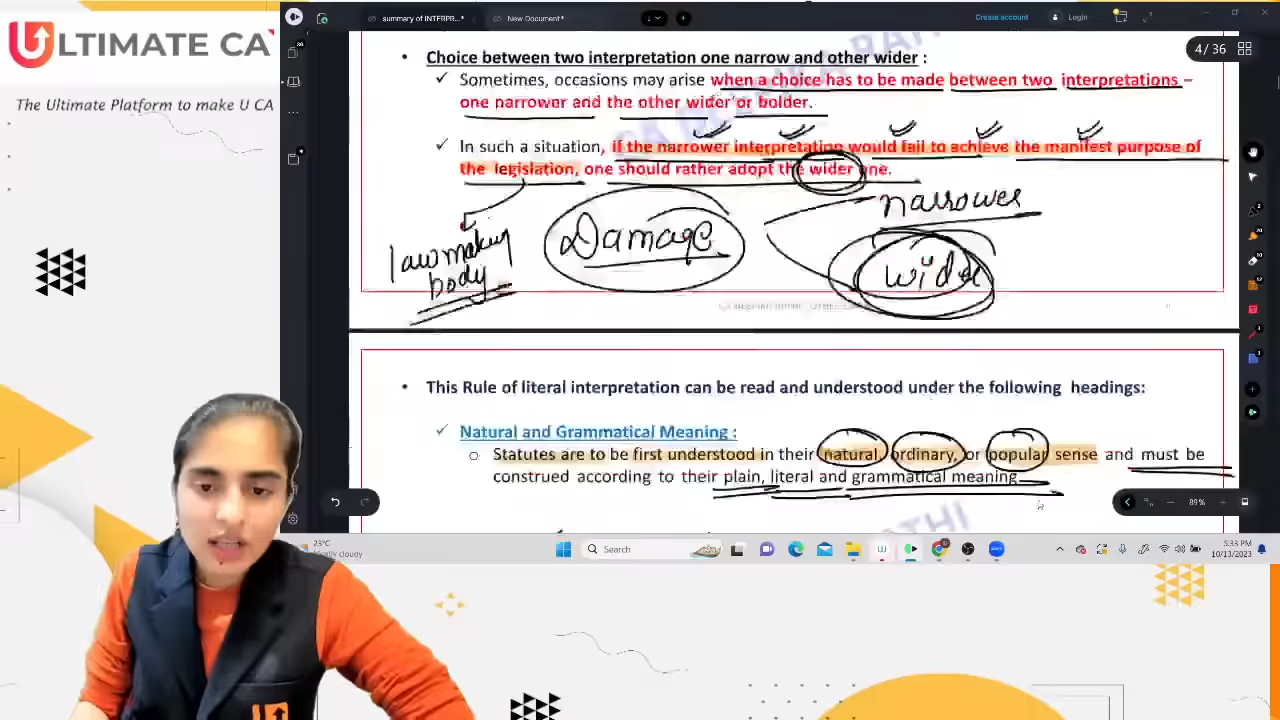 ULTIMATE CA
The Ultimate Platform to make U CA
summary of INTERPR...*
New Document*
Create account
Login
4 / 36
• Choice between two interpretation one narrow and other wider :
✓ Sometimes, occasions may arise when a choice has to be made between two interpretations –
one narrower and the other wider or bolder.
✓ In such a situation, if the narrower interpretation would fail to achieve the manifest purpose of
the legislation, one should rather adopt the wider one.
narrower
Damage
law making
body
wider
• This Rule of literal interpretation can be read and understood under the following headings:
✓ Natural and Grammatical Meaning :
o Statutes are to be first understood in their natural, ordinary, or popular sense and must be
construed according to their plain, literal and grammatical meaning.
89%
23°C
Mostly cloudy
Search
5:33 PM
10/13/2023